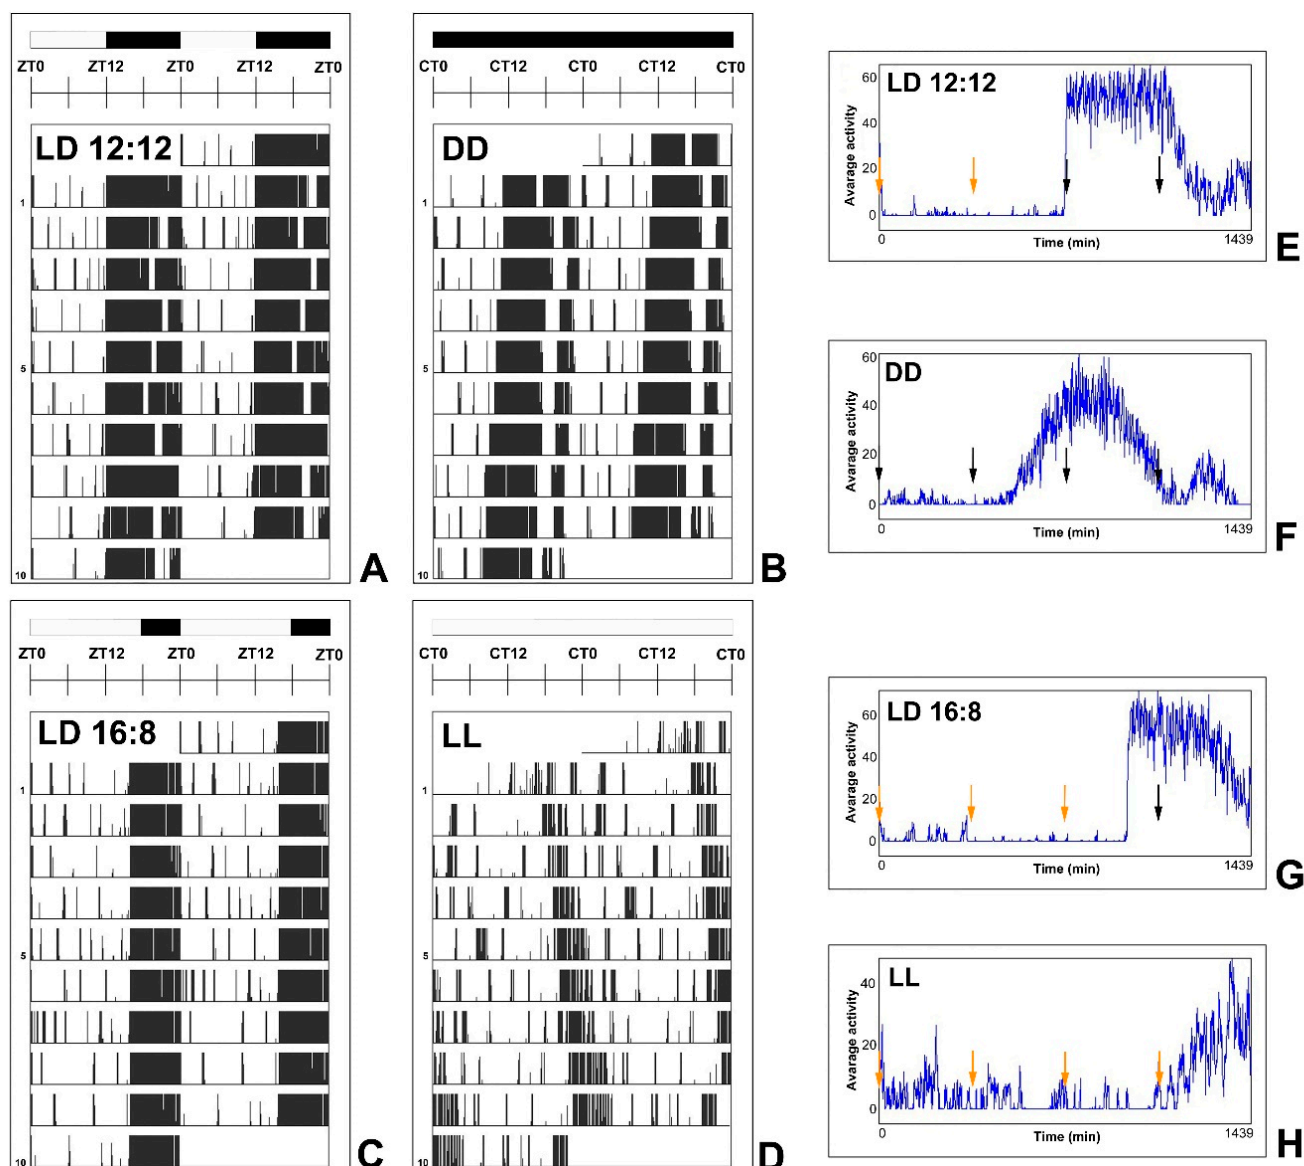 ZT0 ZT12 ZT0 ZT12 ZT0
LD 12:12
1
5
10
A
CT0 CT12 CT0 CT12 CT0
DD
1
5
10
B
LD 12:12
Avarage activity
60
40
20
0
0 Time (min) 1439
E
DD
Avarage activity
60
40
20
0
0 Time (min) 1439
F
ZT0 ZT12 ZT0 ZT12 ZT0
LD 16:8
1
5
10
C
CT0 CT12 CT0 CT12 CT0
LL
1
5
10
D
LD 16:8
Avarage activity
60
40
20
0
0 Time (min) 1439
G
LL
Avarage activity
40
20
0
0 Time (min) 1439
H